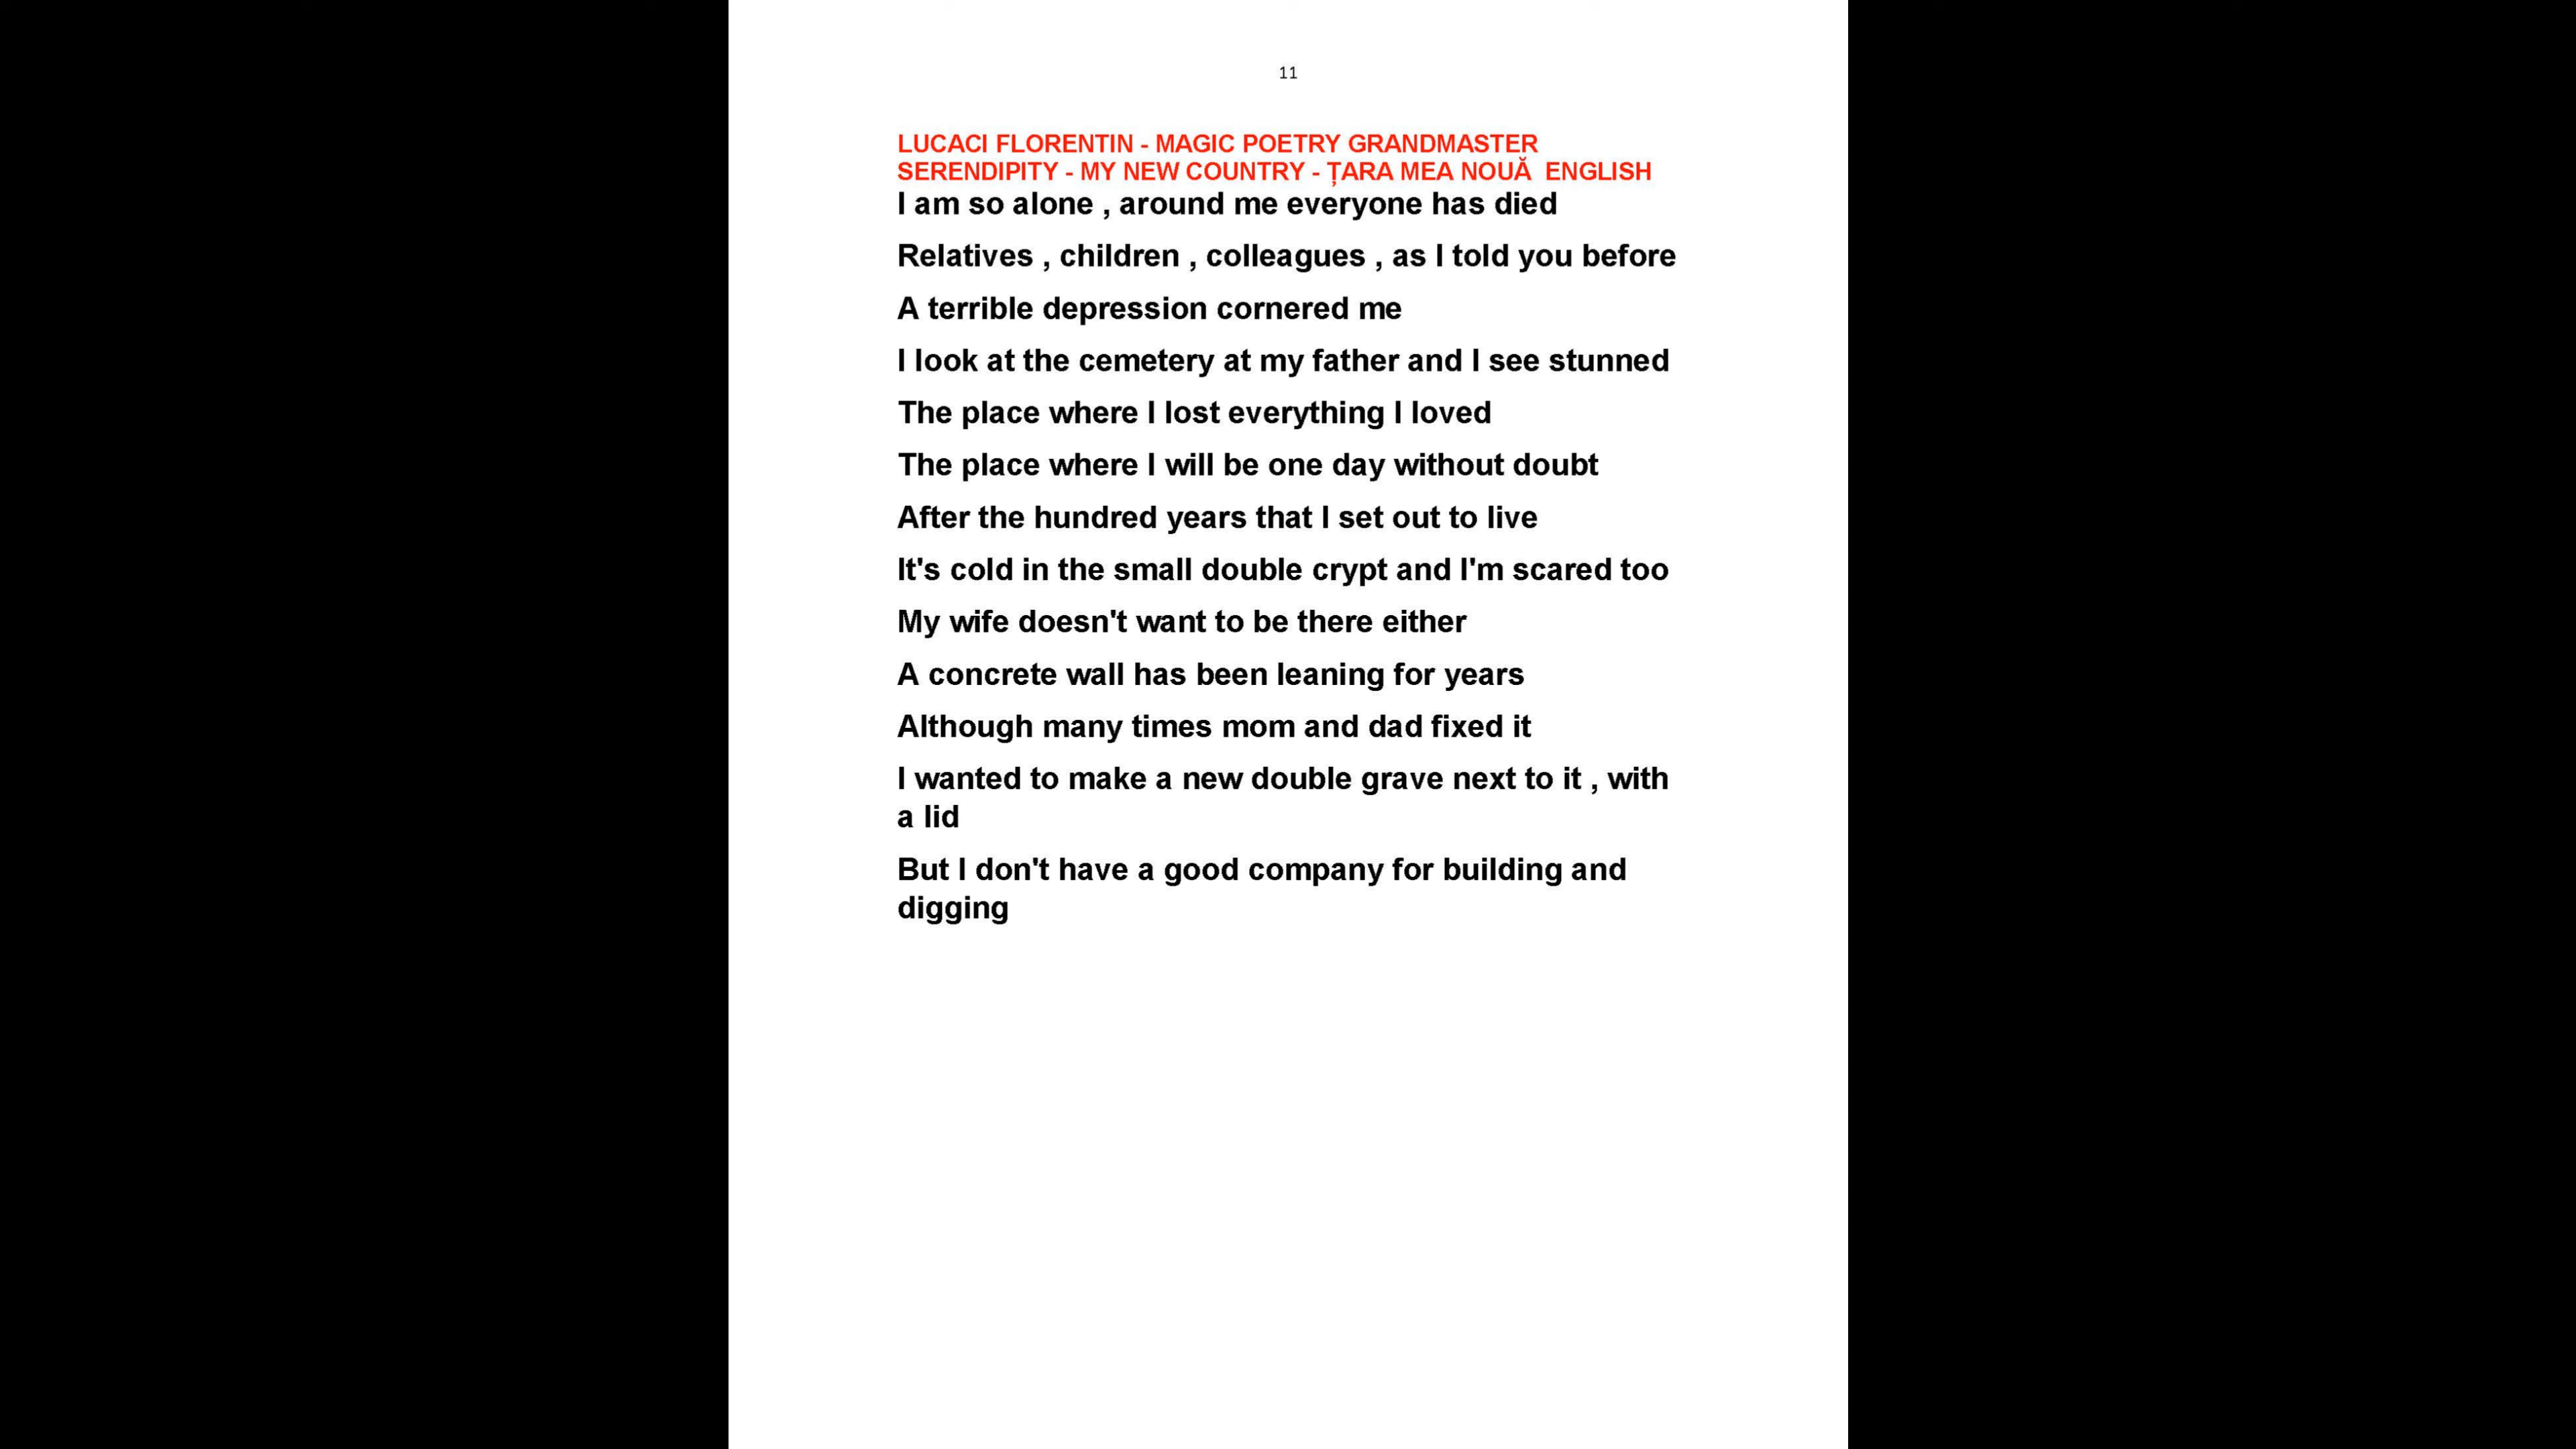 11
LUCACI FLORENTIN - MAGIC POETRY GRANDMASTER
SERENDIPITY - MY NEW COUNTRY - ȚARA MEA NOUĂ  ENGLISH
I am so alone , around me everyone has died
Relatives , children , colleagues , as I told you before
A terrible depression cornered me
I look at the cemetery at my father and I see stunned
The place where I lost everything I loved
The place where I will be one day without doubt
After the hundred years that I set out to live
It's cold in the small double crypt and I'm scared too
My wife doesn't want to be there either
A concrete wall has been leaning for years
Although many times mom and dad fixed it
I wanted to make a new double grave next to it , with
a lid
But I don't have a good company for building and
digging